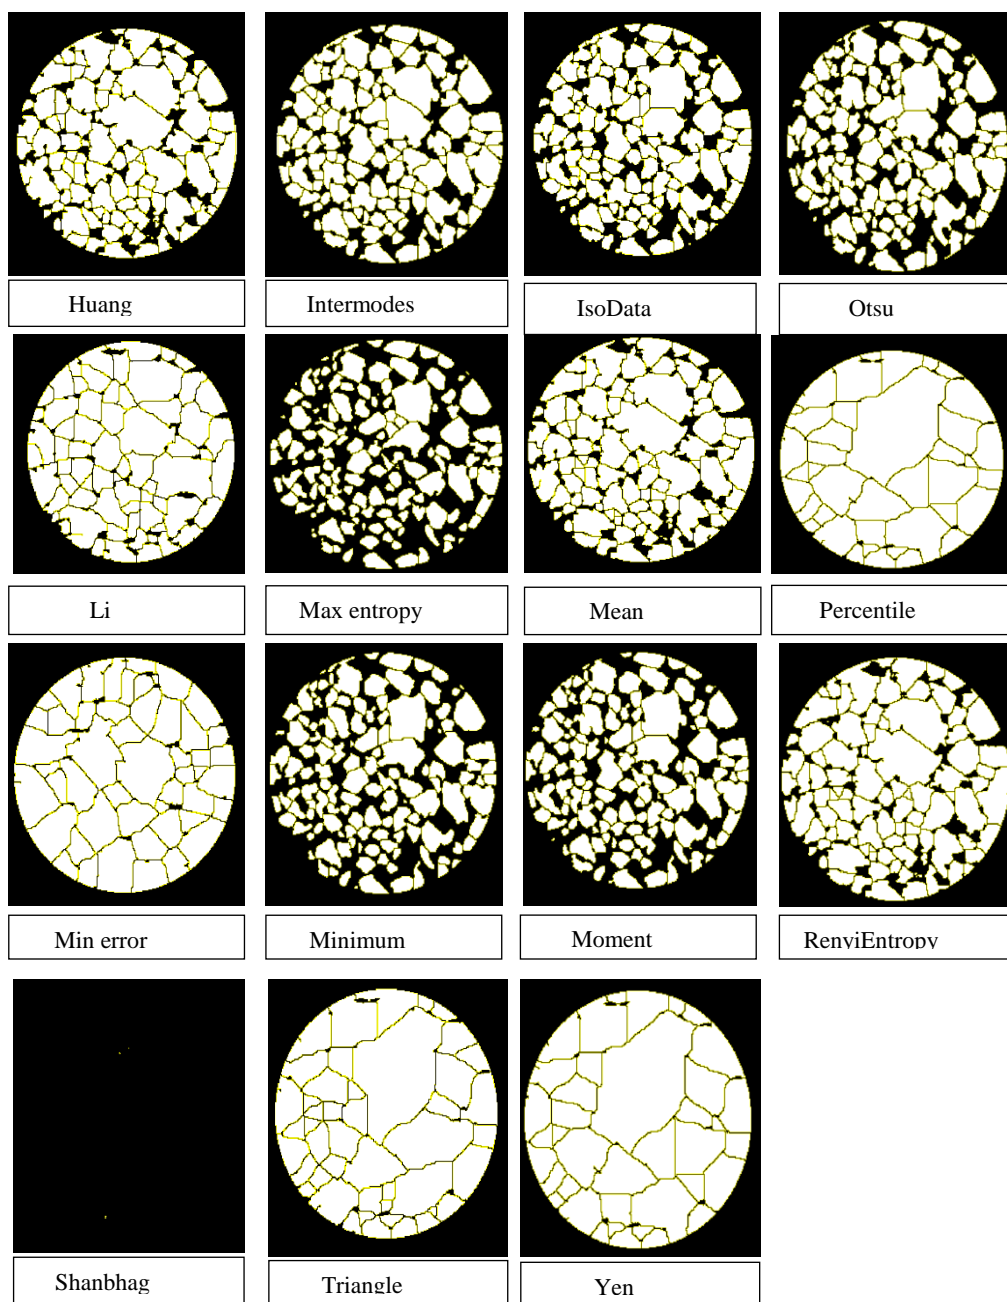 Huang
Intermodes
IsoData
Otsu
Li
Max entropy
Mean
Percentile
Min error
Minimum
Moment
RenyiEntropy
Shanbhag
Triangle
Yen